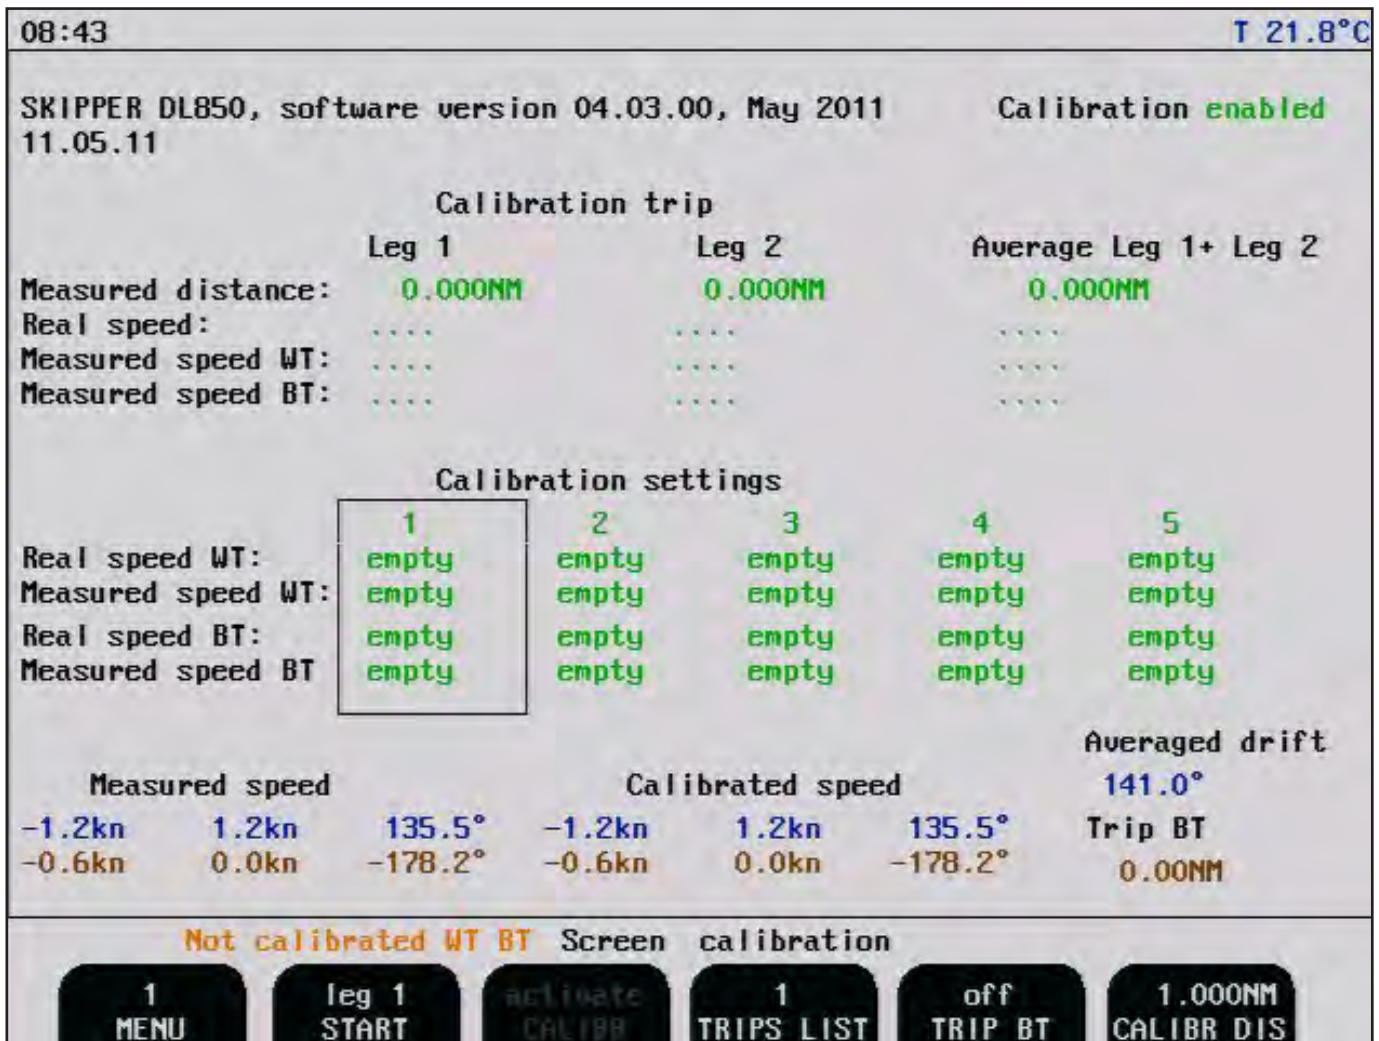 08:43 T 21.8°C
SKIPPER DL850, software version 04.03.00, May 2011 Calibration enabled
11.05.11
Calibration trip
Leg 1 Leg 2 Average Leg 1+ Leg 2
Measured distance: 0.000NM 0.000NM 0.000NM
Real speed: .... .... ....
Measured speed WT: .... .... ....
Measured speed BT: .... .... ....
Calibration settings
1 2 3 4 5
Real speed WT: empty empty empty empty empty
Measured speed WT: empty empty empty empty empty
Real speed BT: empty empty empty empty empty
Measured speed BT empty empty empty empty empty
Averaged drift
Measured speed Calibrated speed 141.0°
-1.2kn 1.2kn 135.5° -1.2kn 1.2kn 135.5° Trip BT
-0.6kn 0.0kn -178.2° -0.6kn 0.0kn -178.2° 0.00NM
Not calibrated WT BT Screen calibration
1 leg 1 activate 1 off 1.000NM
MENU START CALIBR TRIPS LIST TRIP BT CALIBR DIS